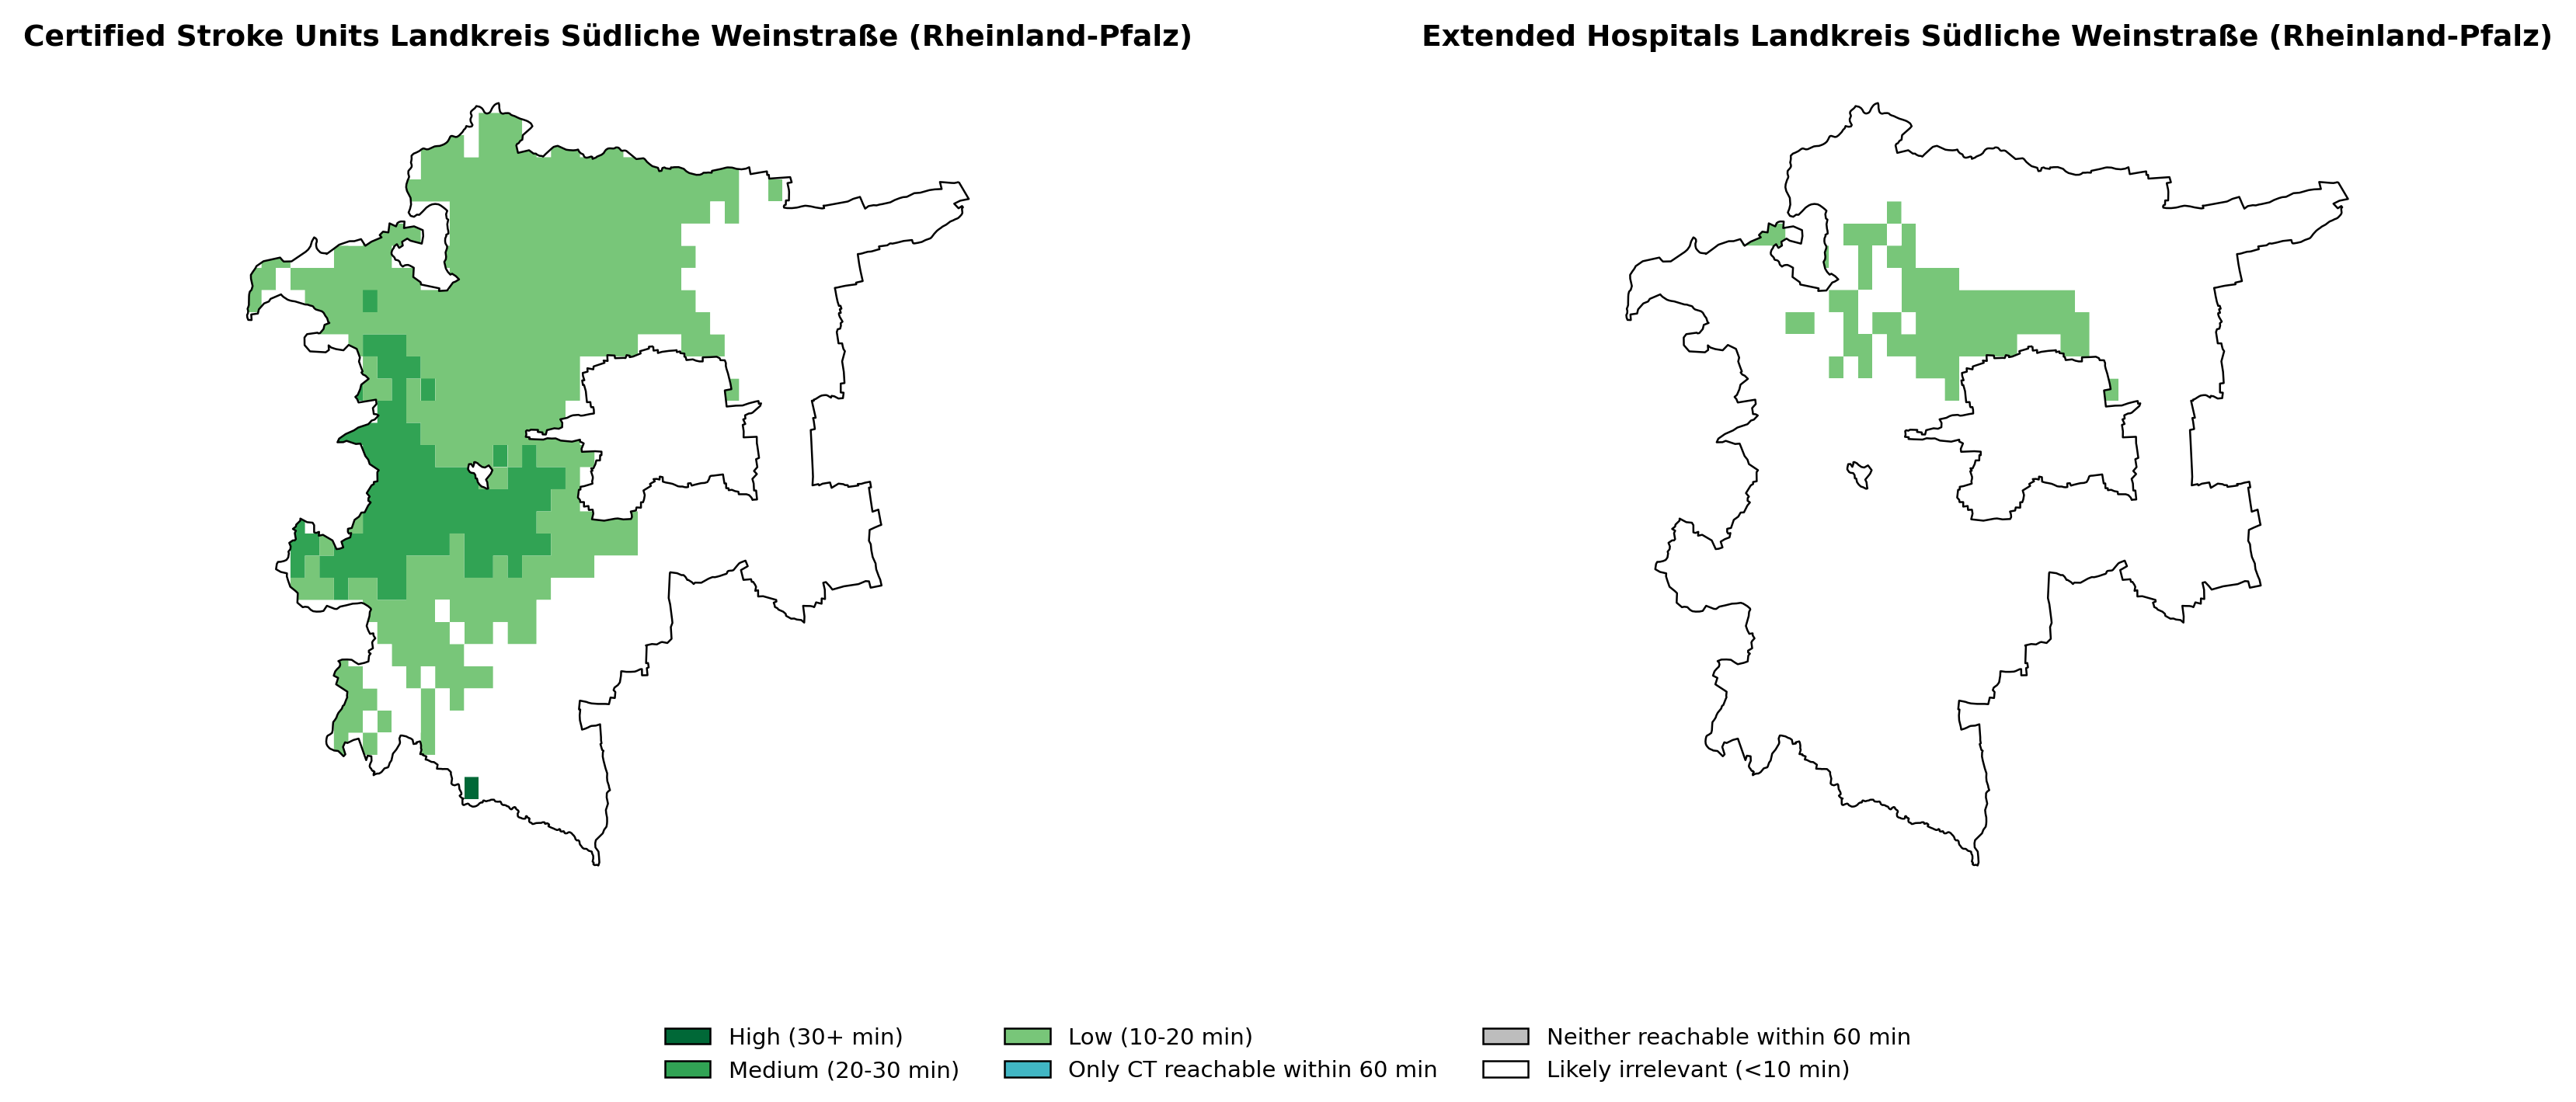 Certified Stroke Units Landkreis Südliche Weinstraße (Rheinland-Pfalz)
Extended Hospitals Landkreis Südliche Weinstraße (Rheinland-Pfalz)
High (30+ min)
Medium (20-30 min)
Low (10-20 min)
Only CT reachable within 60 min
Neither reachable within 60 min
Likely irrelevant (<10 min)